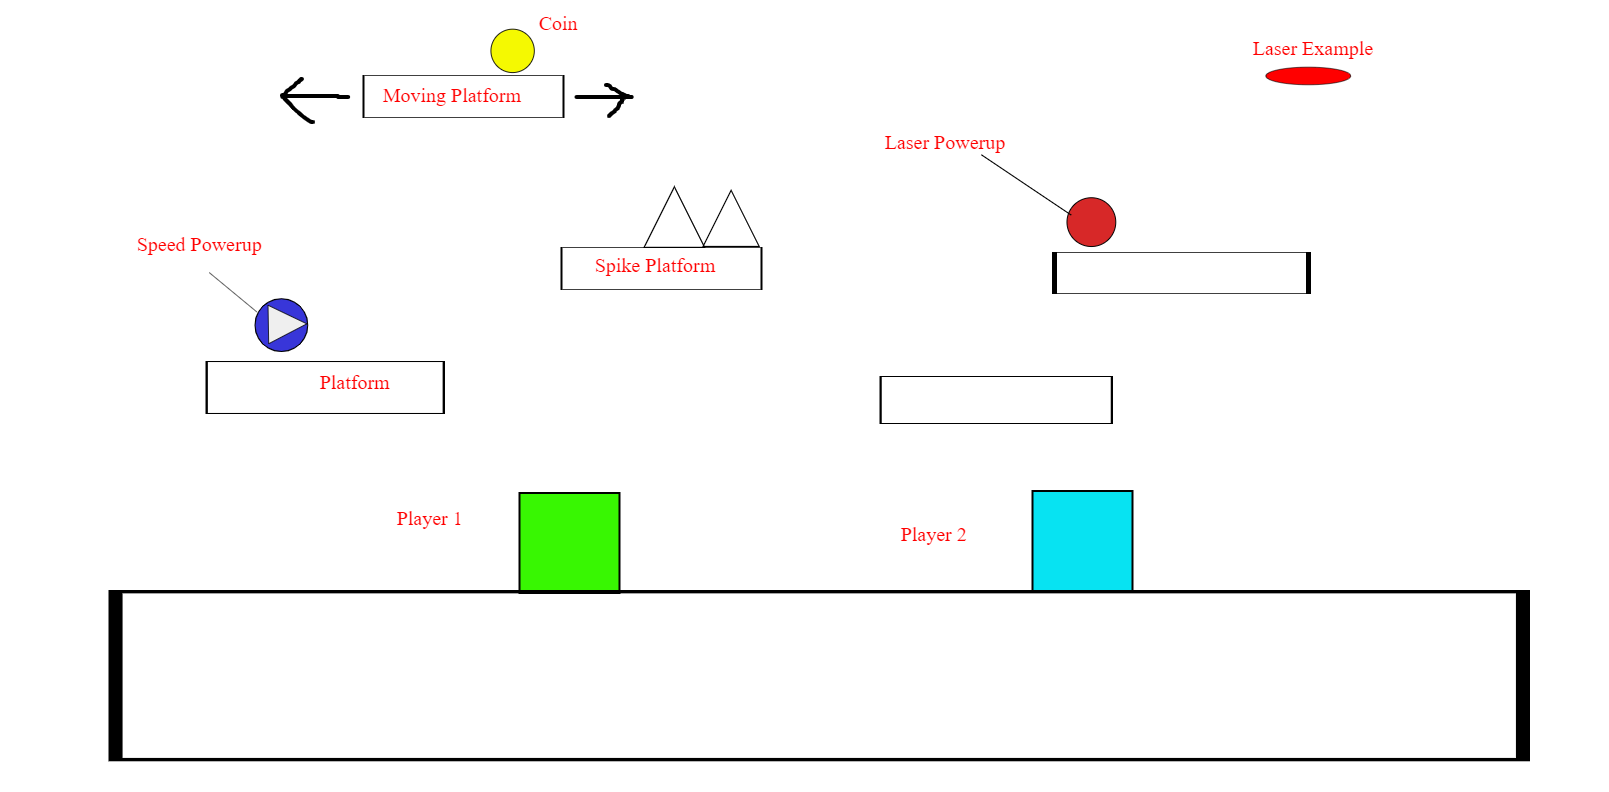 Coin
Laser Example
Moving Platform
Laser Powerup
Speed Powerup
Spike Platform
Platform
Player 1
Player 2